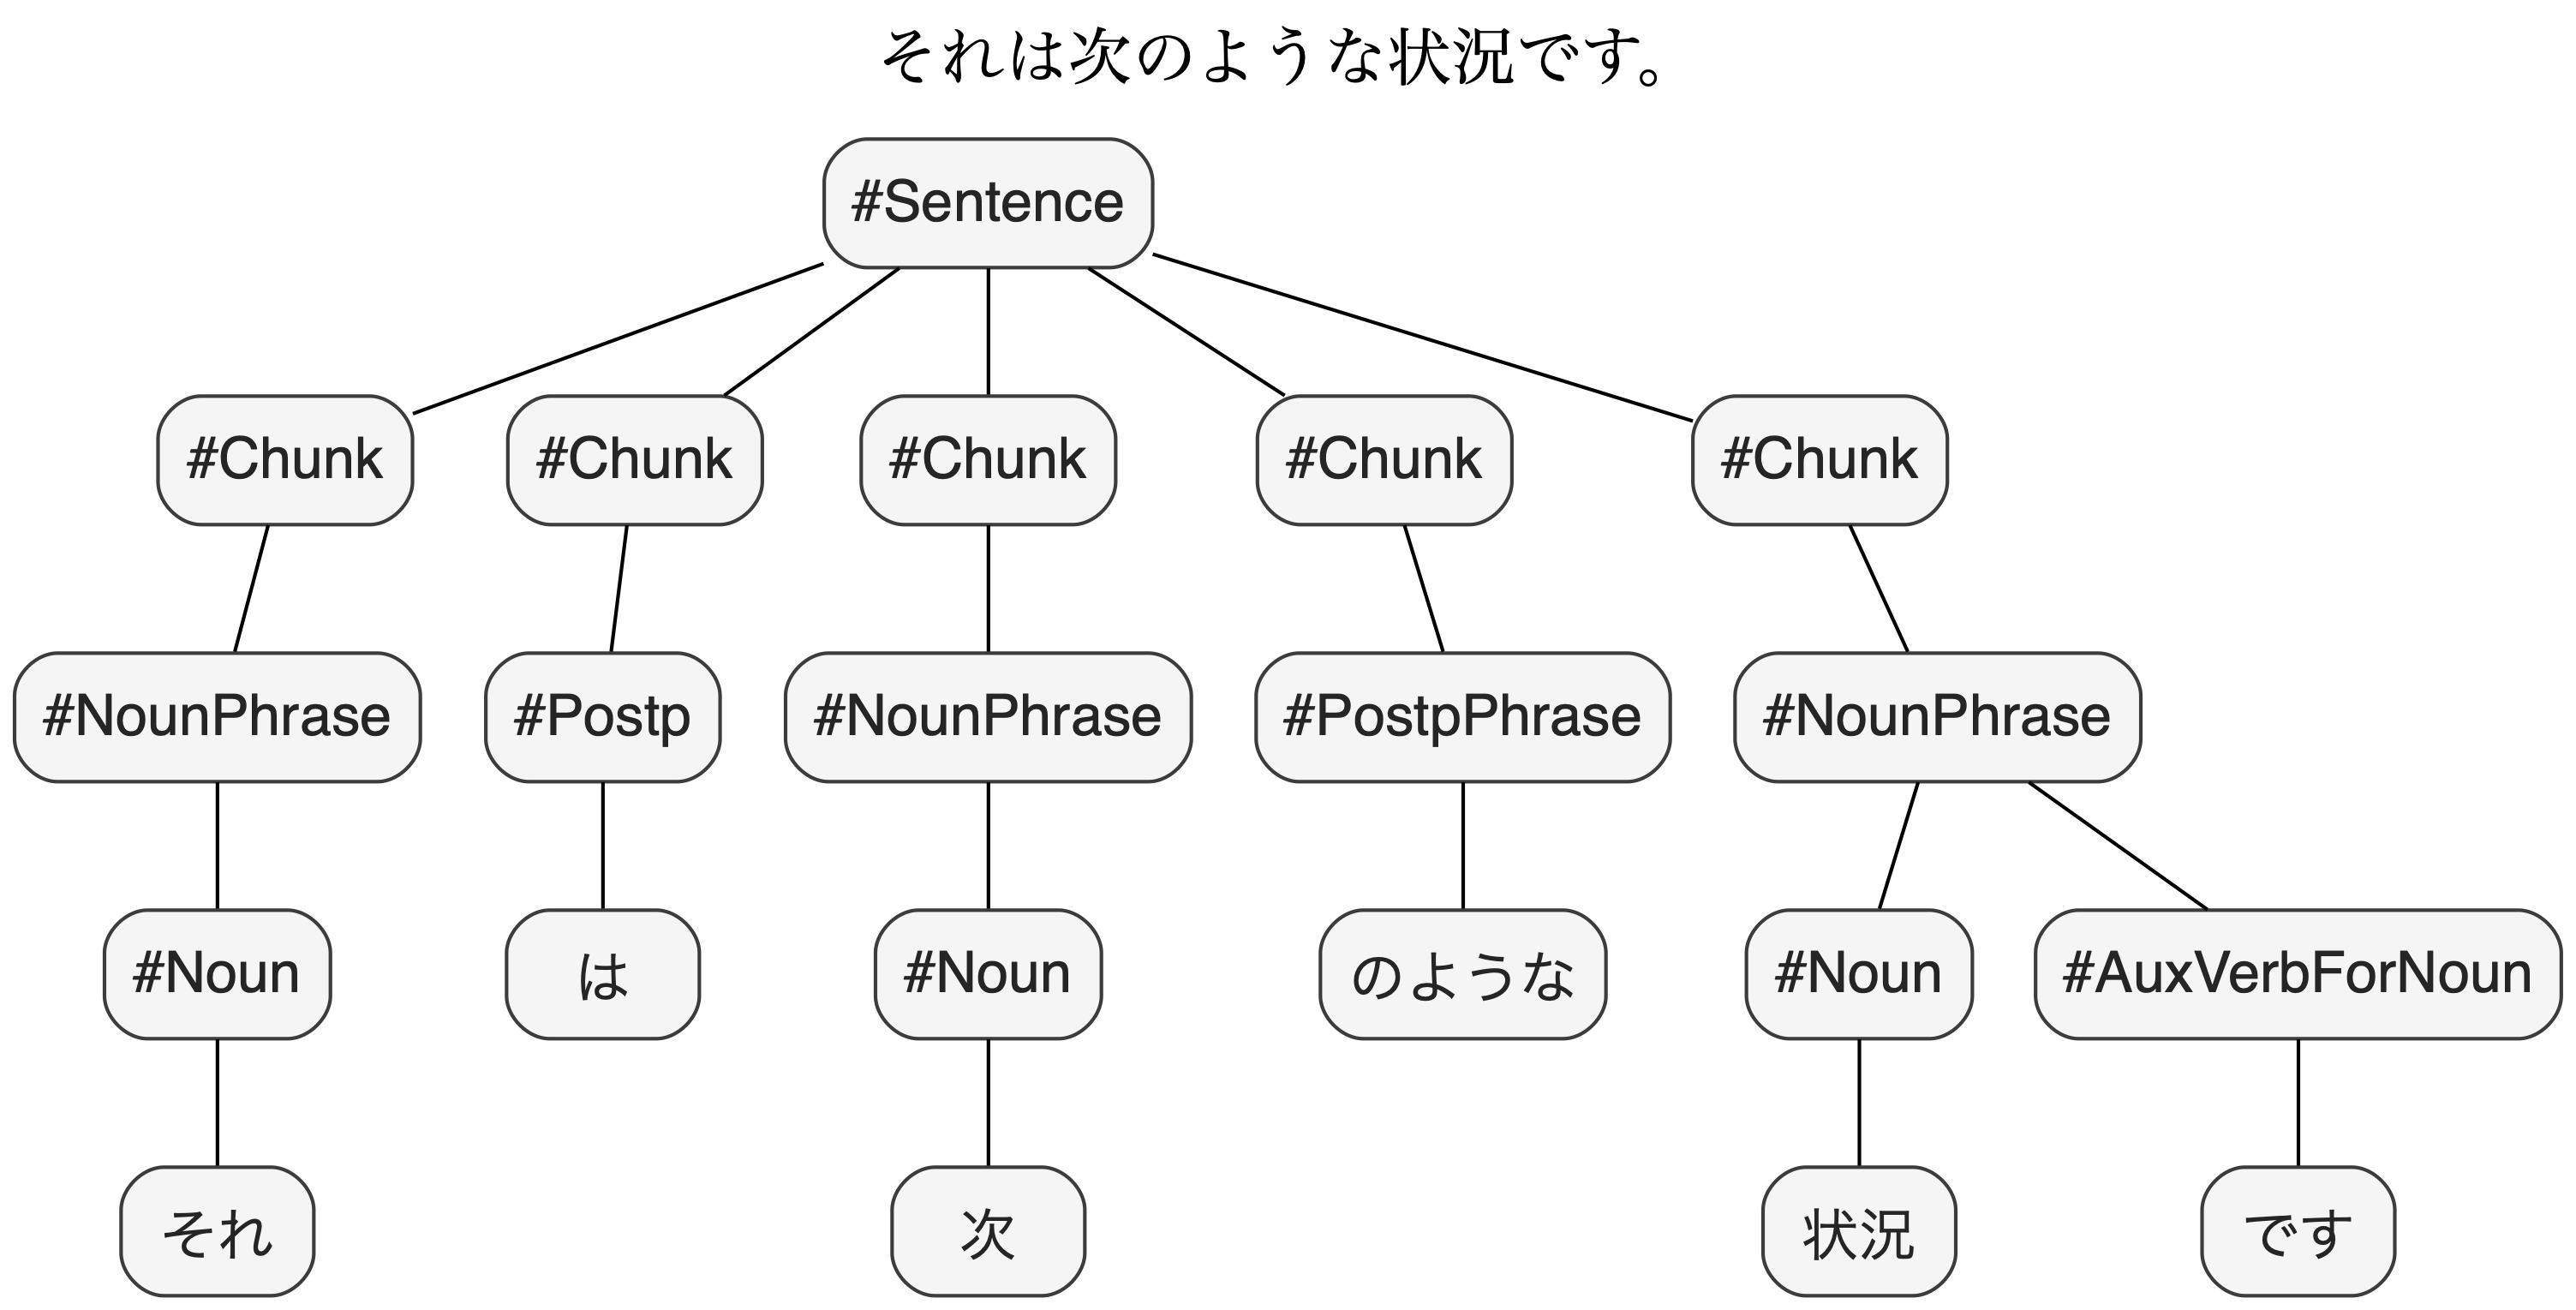 それは次のような状況です。
#Sentence
#Chunk #Chunk #Chunk #Chunk #Chunk
#NounPhrase #Postp #NounPhrase #PostpPhrase #NounPhrase
#Noun は #Noun のような #Noun #AuxVerbForNoun
それ 次 状況 です